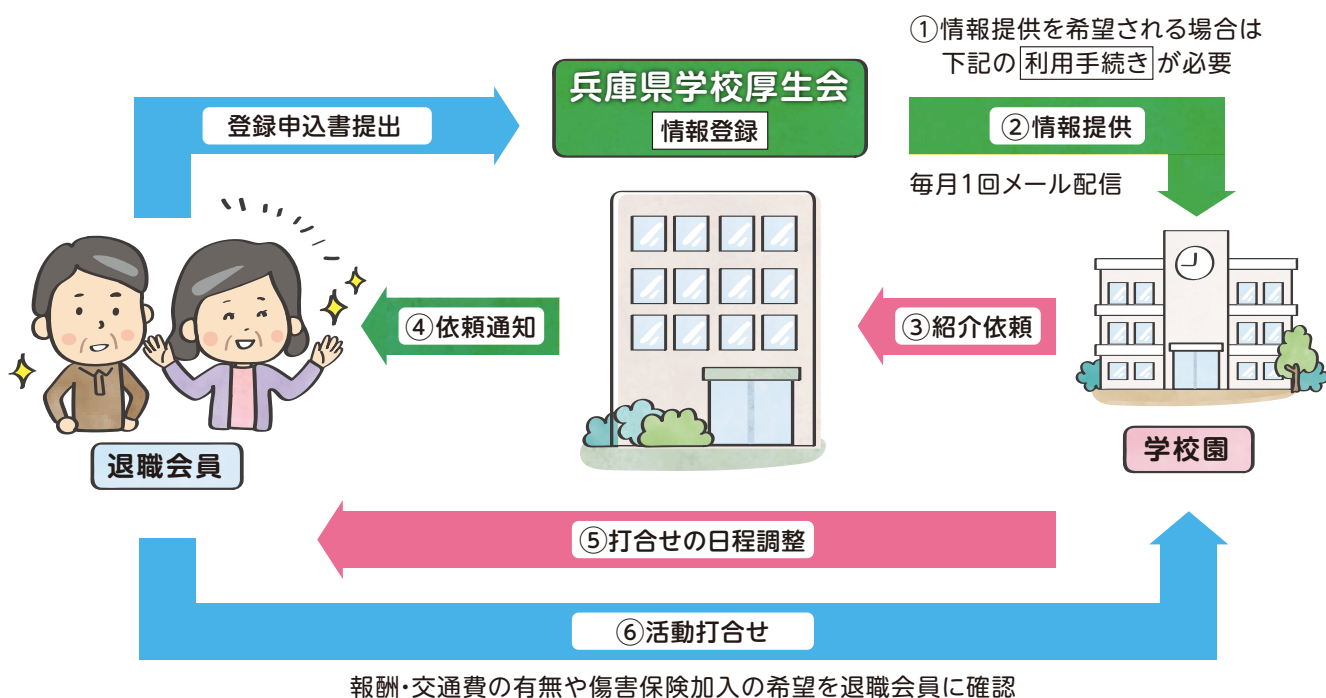 ①情報提供を希望される場合は
下記の利用手続きが必要
兵庫県学校厚生会
情報登録
登録申込書提出
②情報提供
毎月1回メール配信
④依頼通知
③紹介依頼
退職会員
学校園
⑤打合せの日程調整
⑥活動打合せ
報酬・交通費の有無や傷害保険加入の希望を退職会員に確認